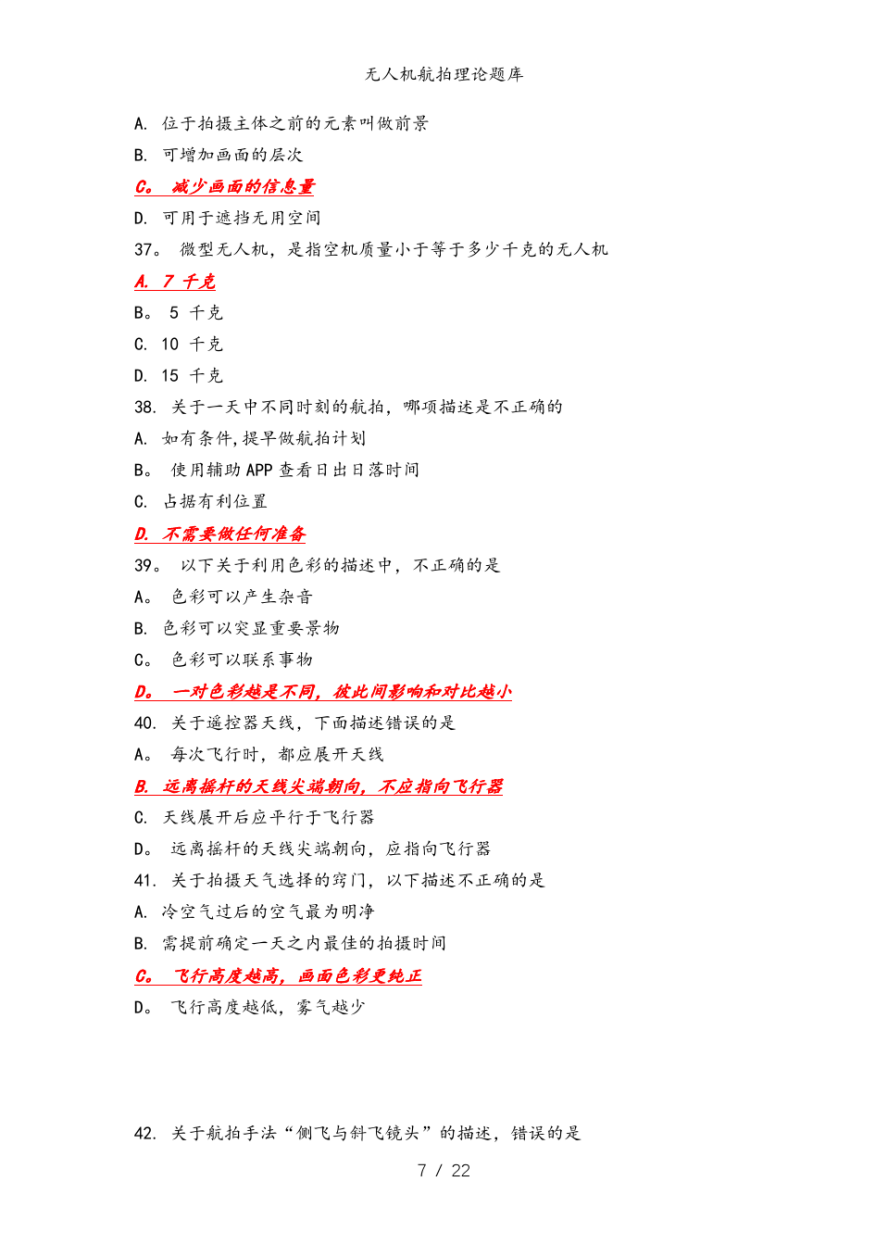 无人机航拍理论题库
A. 位于拍摄主体之前的元素叫做前景
B. 可增加画面的层次
C。 减少画面的信息量
D. 可用于遮挡无用空间
37。 微型无人机，是指空机质量小于等于多少千克的无人机
A. 7 千克
B。 5 千克
C. 10 千克
D. 15 千克
38. 关于一天中不同时刻的航拍，哪项描述是不正确的
A. 如有条件,提早做航拍计划
B。 使用辅助 APP 查看日出日落时间
C. 占据有利位置
D. 不需要做任何准备
39。 以下关于利用色彩的描述中，不正确的是
A。 色彩可以产生杂音
B. 色彩可以突显重要景物
C。 色彩可以联系事物
D。 一对色彩越是不同，彼此间影响和对比越小
40. 关于遥控器天线，下面描述错误的是
A。 每次飞行时，都应展开天线
B. 远离摇杆的天线尖端朝向，不应指向飞行器
C. 天线展开后应平行于飞行器
D。 远离摇杆的天线尖端朝向，应指向飞行器
41. 关于拍摄天气选择的窍门，以下描述不正确的是
A. 冷空气过后的空气最为明净
B. 需提前确定一天之内最佳的拍摄时间
C。 飞行高度越高，画面色彩更纯正
D。 飞行高度越低，雾气越少
42. 关于航拍手法“侧飞与斜飞镜头”的描述，错误的是
7 / 22